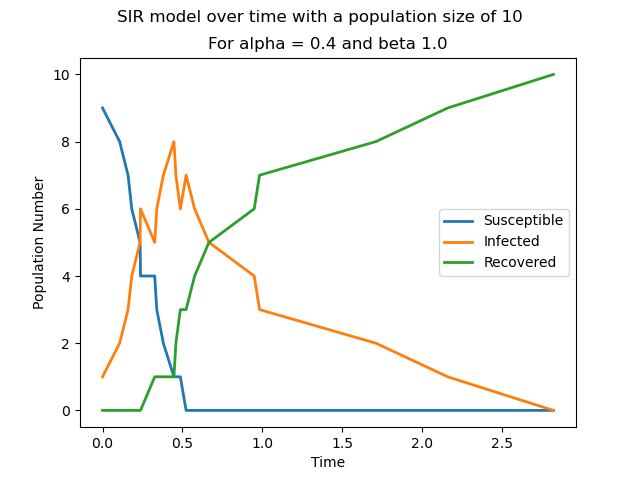 SIR model over time with a population size of 10
For alpha = 0.4 and beta 1.0
10
8
6
4
2
0
Population Number
Susceptible
Infected
Recovered
0.0 0.5 1.0 1.5 2.0 2.5
Time